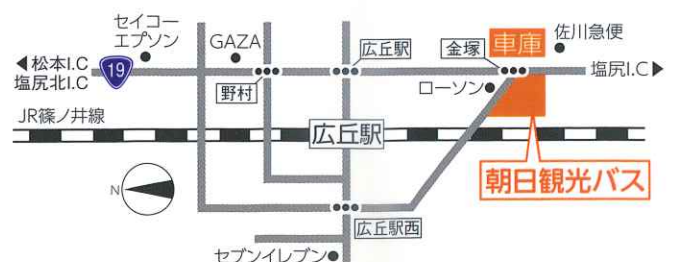 セイコー
エプソン
GAZA
広丘駅
金塚
車庫
佐川急便
◀松本I.C
塩尻北I.C
19
野村
ローソン
塩尻I.C▶
JR篠ノ井線
広丘駅
朝日観光バス
N
広丘駅西
セブンイレブン